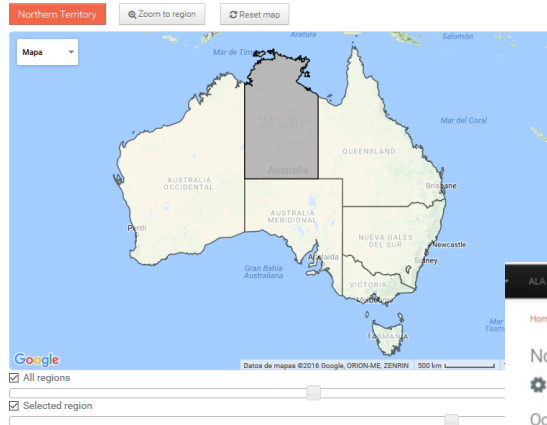 Northern Territory
Zoom to region
Reset map
Mapa
Mar de Tim
Arafura
Salomón
TERRITORIO
DEL NORTE
Mar del Coral
QUEENSLAND
Australia
AUSTRALIA
OCCIDENTAL
Brisbane
AUSTRALIA
MERIDIONAL
Perth
NUEVA GALES
DEL SUR
Newcastle
Adelaida
Sídney
Gran Bahía
Australiana
VICTORIA
Melbourne
ALA
Hom
TASMANIA
Mar
Tasm
No
Google
Datos de mapas ©2016 Google, ORION-ME, ZENRIN
500 km
All regions
Selected region
Oc